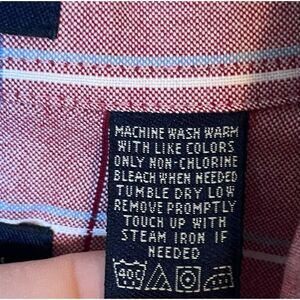 MACHINE WASH WARM
WITH LIKE COLORS
ONLY NON-CHLORINE
BLEACH WHEN NEEDED
TUMBLE DRY LOW
REMOVE PROMPTLY
TOUCH UP WITH
STEAM IRON IF
NEEDED
40C